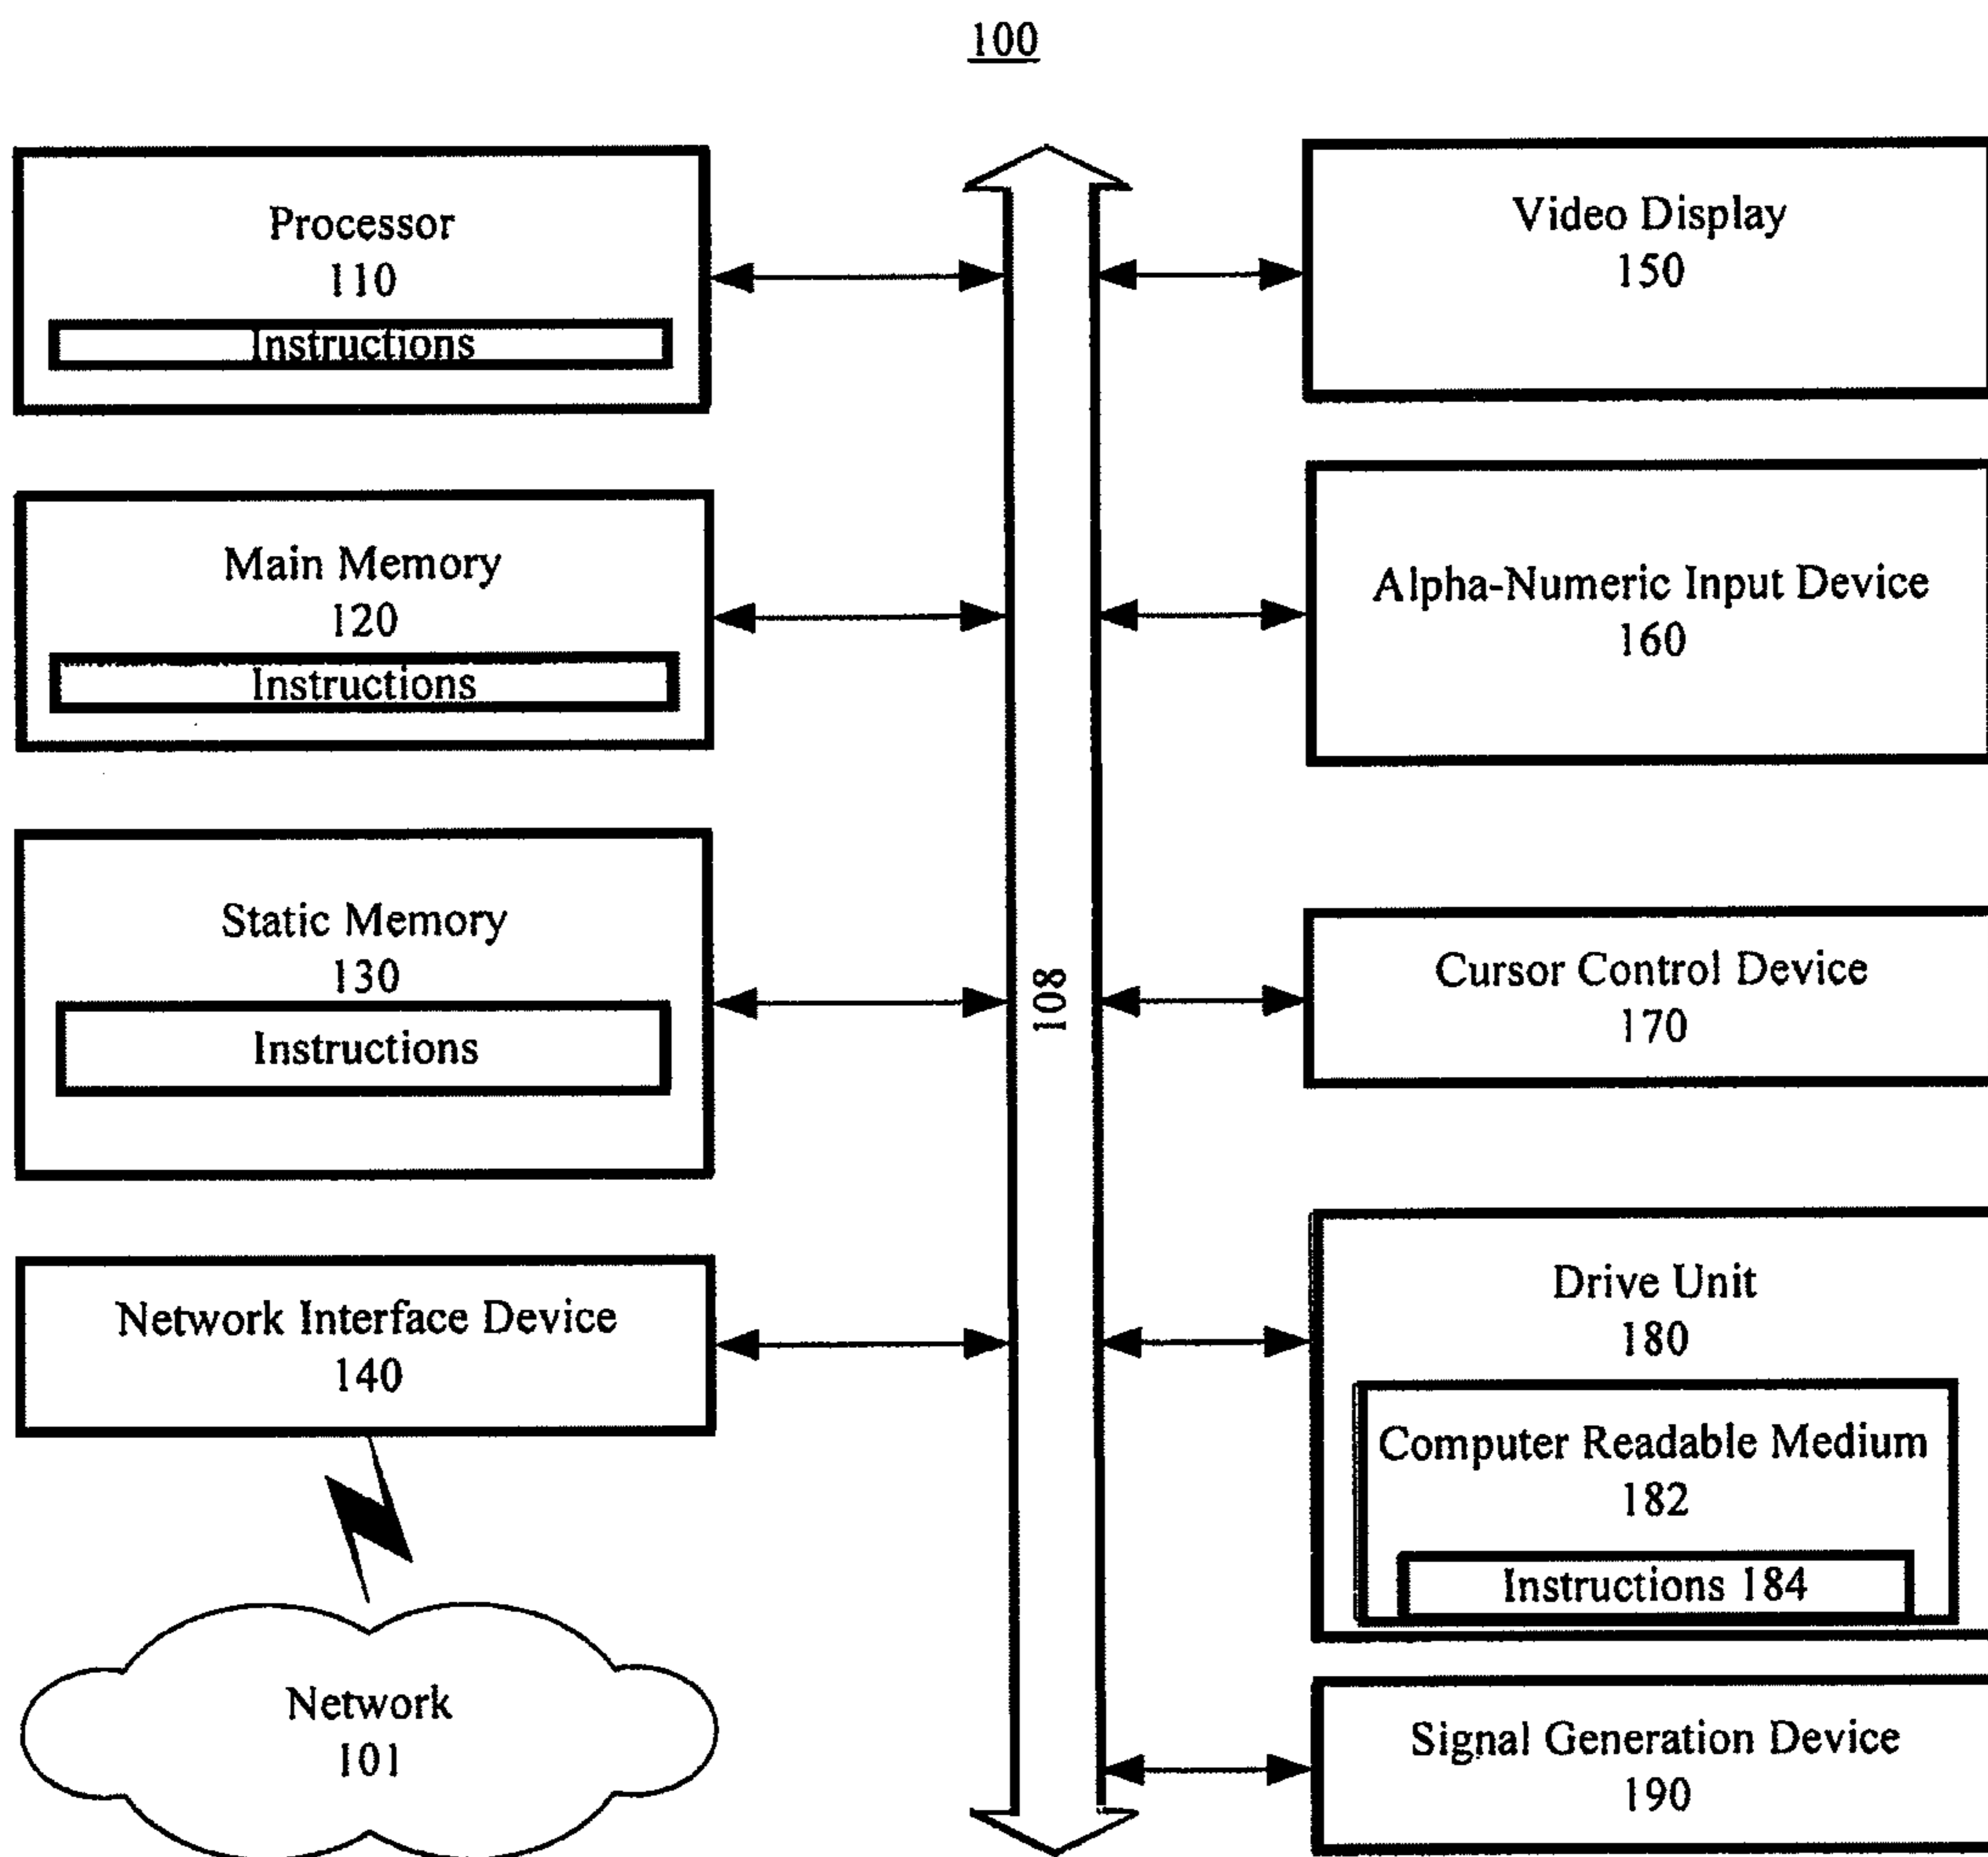 100
Processor
110
Instructions
Main Memory
120
Instructions
Static Memory
130
Instructions
Network Interface Device
140
Network
101
108
Video Display
150
Alpha-Numeric Input Device
160
Cursor Control Device
170
Drive Unit
180
Computer Readable Medium
182
Instructions 184
Signal Generation Device
190